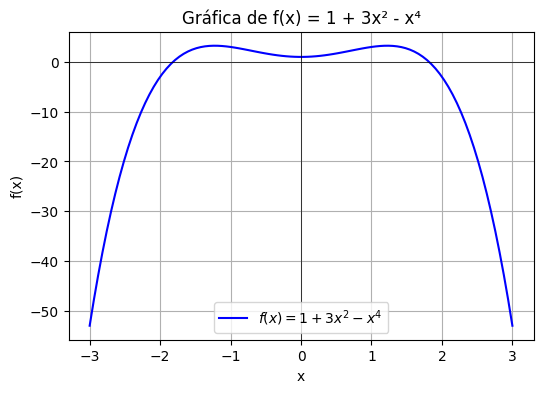 Gráfica de f(x) = 1 + 3x² - x⁴
f(x)
0
−10
−20
−30
−40
−50
f(x) = 1 + 3x² − x⁴
−3 −2 −1 0 1 2 3
x